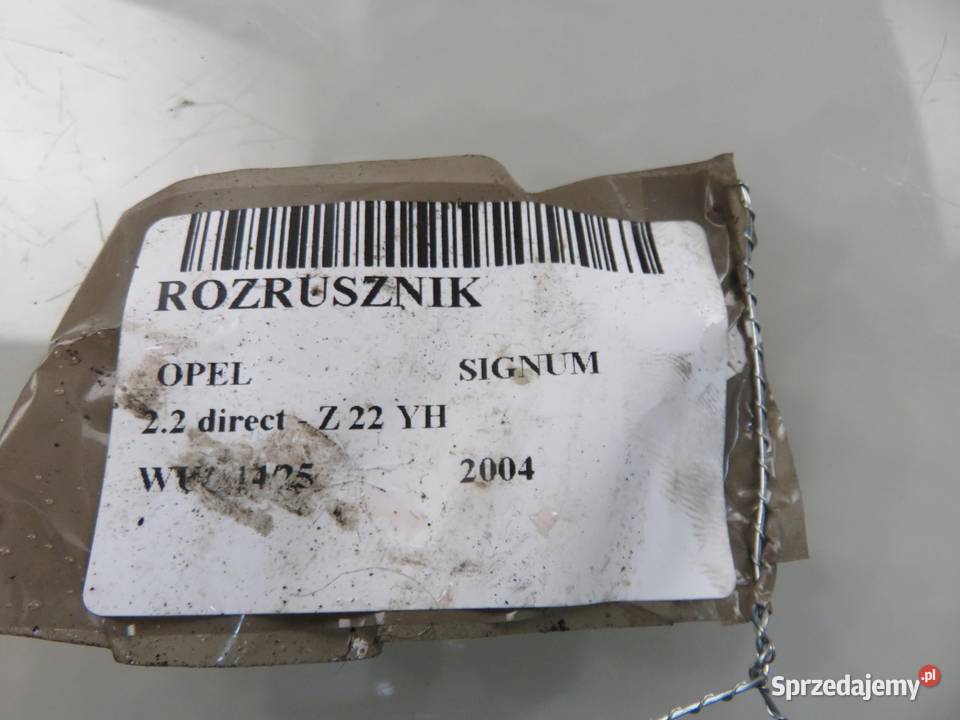 ROZRUSZNIK
OPEL SIGNUM
2.2 direct - Z 22 YH
2004
Sprzedajemy.pl